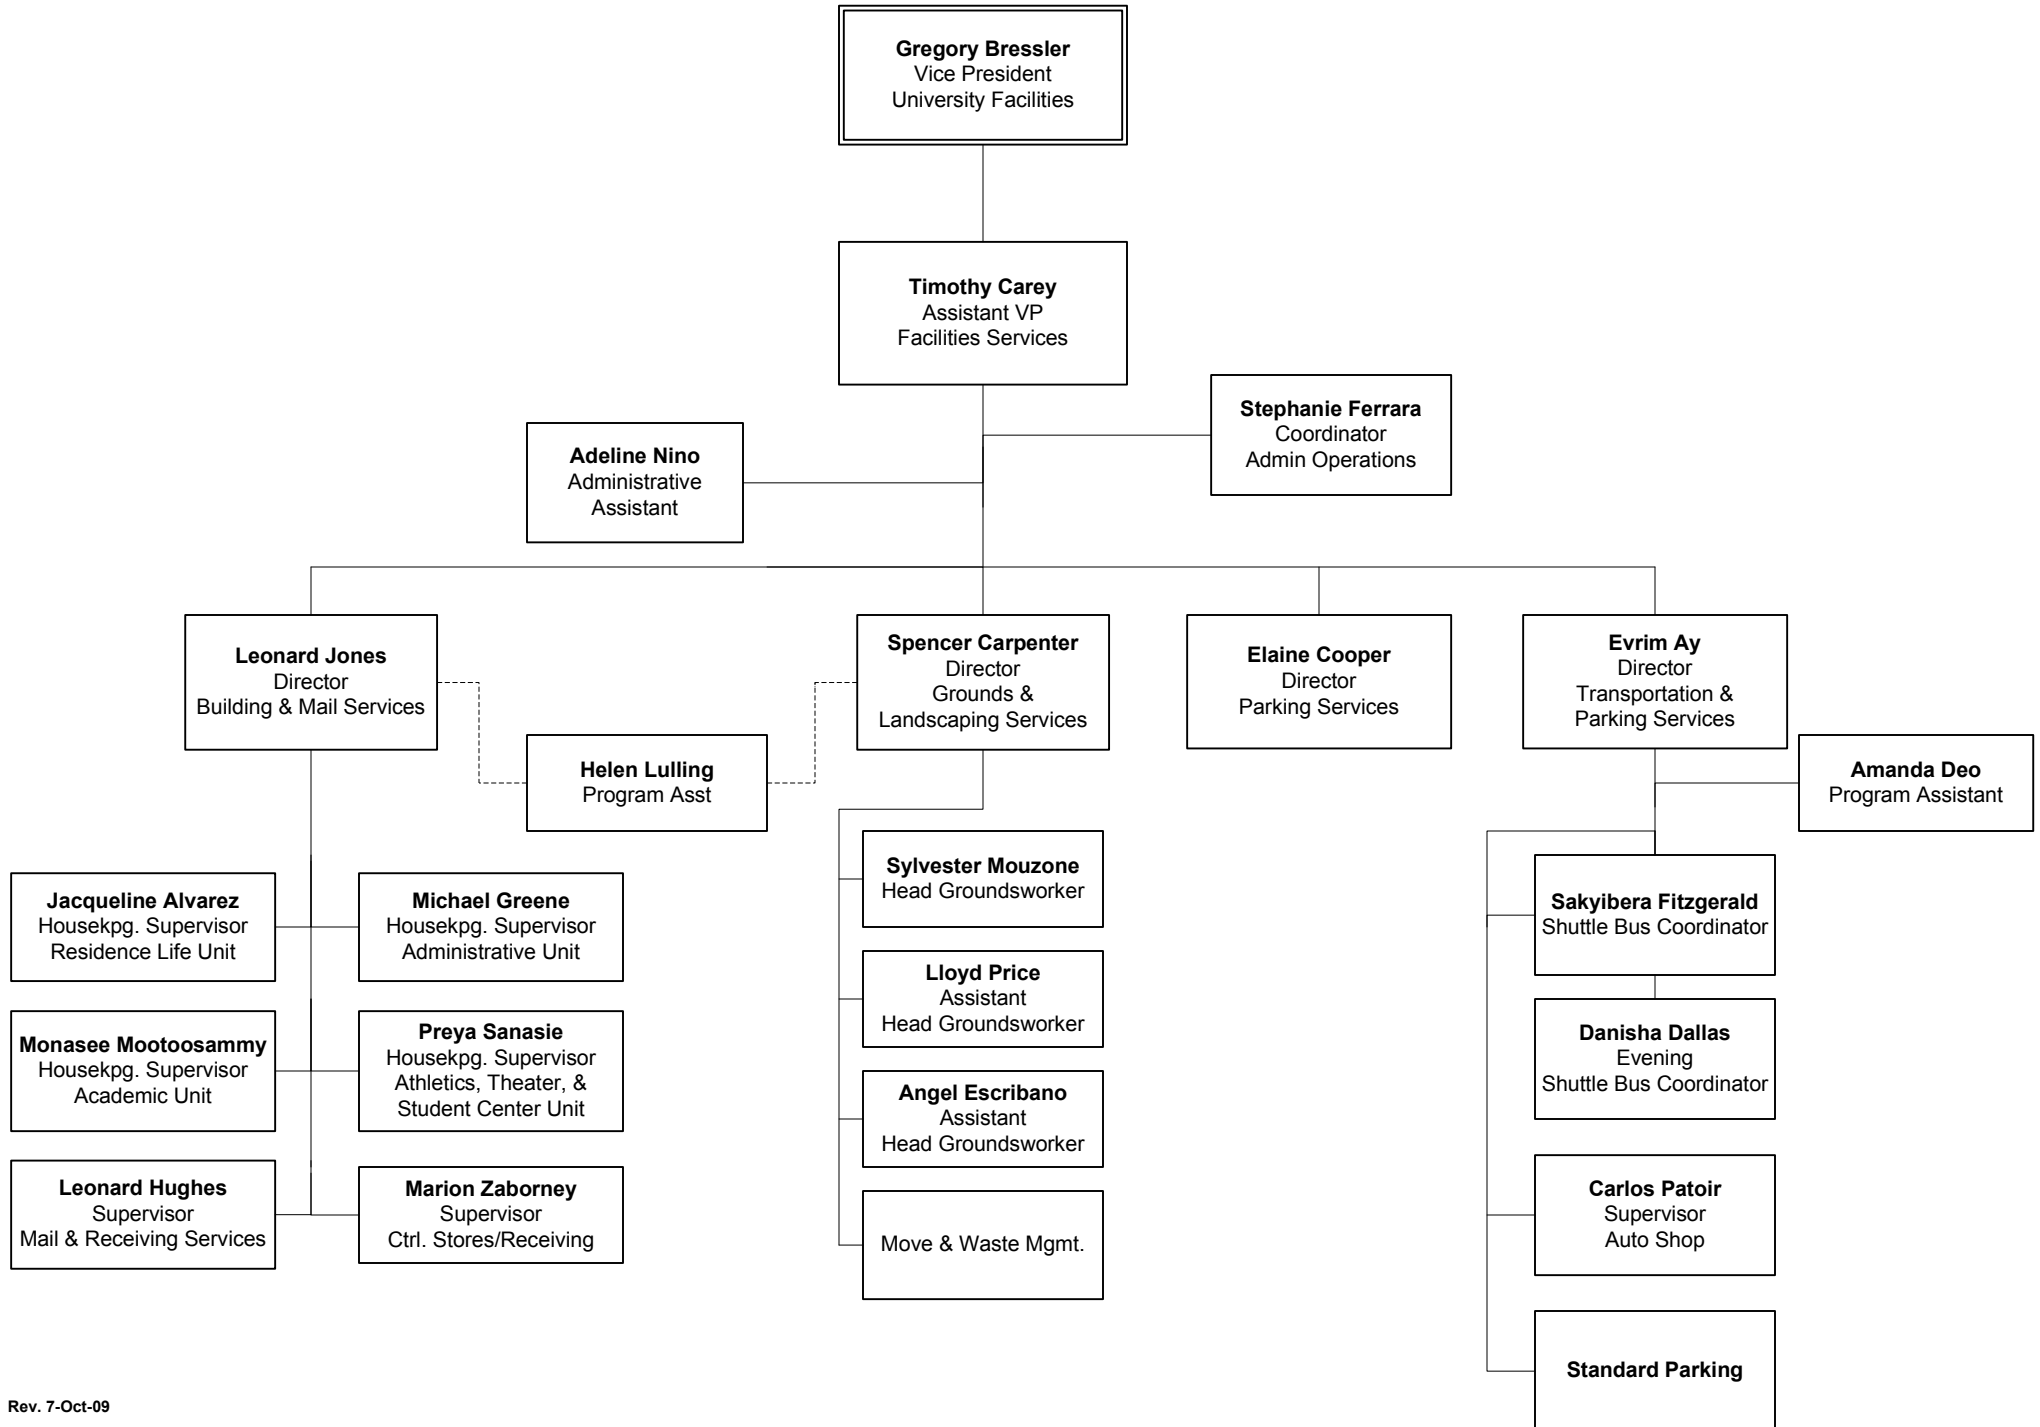 Gregory Bressler
Vice President
University Facilities
Timothy Carey
Assistant VP
Facilities Services
Stephanie Ferrara
Coordinator
Admin Operations
Adeline Nino
Administrative
Assistant
Leonard Jones
Director
Building & Mail Services
Spencer Carpenter
Director
Grounds &
Landscaping Services
Elaine Cooper
Director
Parking Services
Evrim Ay
Director
Transportation &
Parking Services
Helen Lulling
Program Asst
Amanda Deo
Program Assistant
Jacqueline Alvarez
Housekpg. Supervisor
Residence Life Unit
Michael Greene
Housekpg. Supervisor
Administrative Unit
Monasee Mootoosammy
Housekpg. Supervisor
Academic Unit
Preya Sanasie
Housekpg. Supervisor
Athletics, Theater, &
Student Center Unit
Leonard Hughes
Supervisor
Mail & Receiving Services
Marion Zaborney
Supervisor
Ctrl. Stores/Receiving
Sylvester Mouzone
Head Groundsworker
Lloyd Price
Assistant
Head Groundsworker
Angel Escribano
Assistant
Head Groundsworker
Move & Waste Mgmt.
Sakyibera Fitzgerald
Shuttle Bus Coordinator
Danisha Dallas
Evening
Shuttle Bus Coordinator
Carlos Patoir
Supervisor
Auto Shop
Standard Parking
Rev. 7-Oct-09